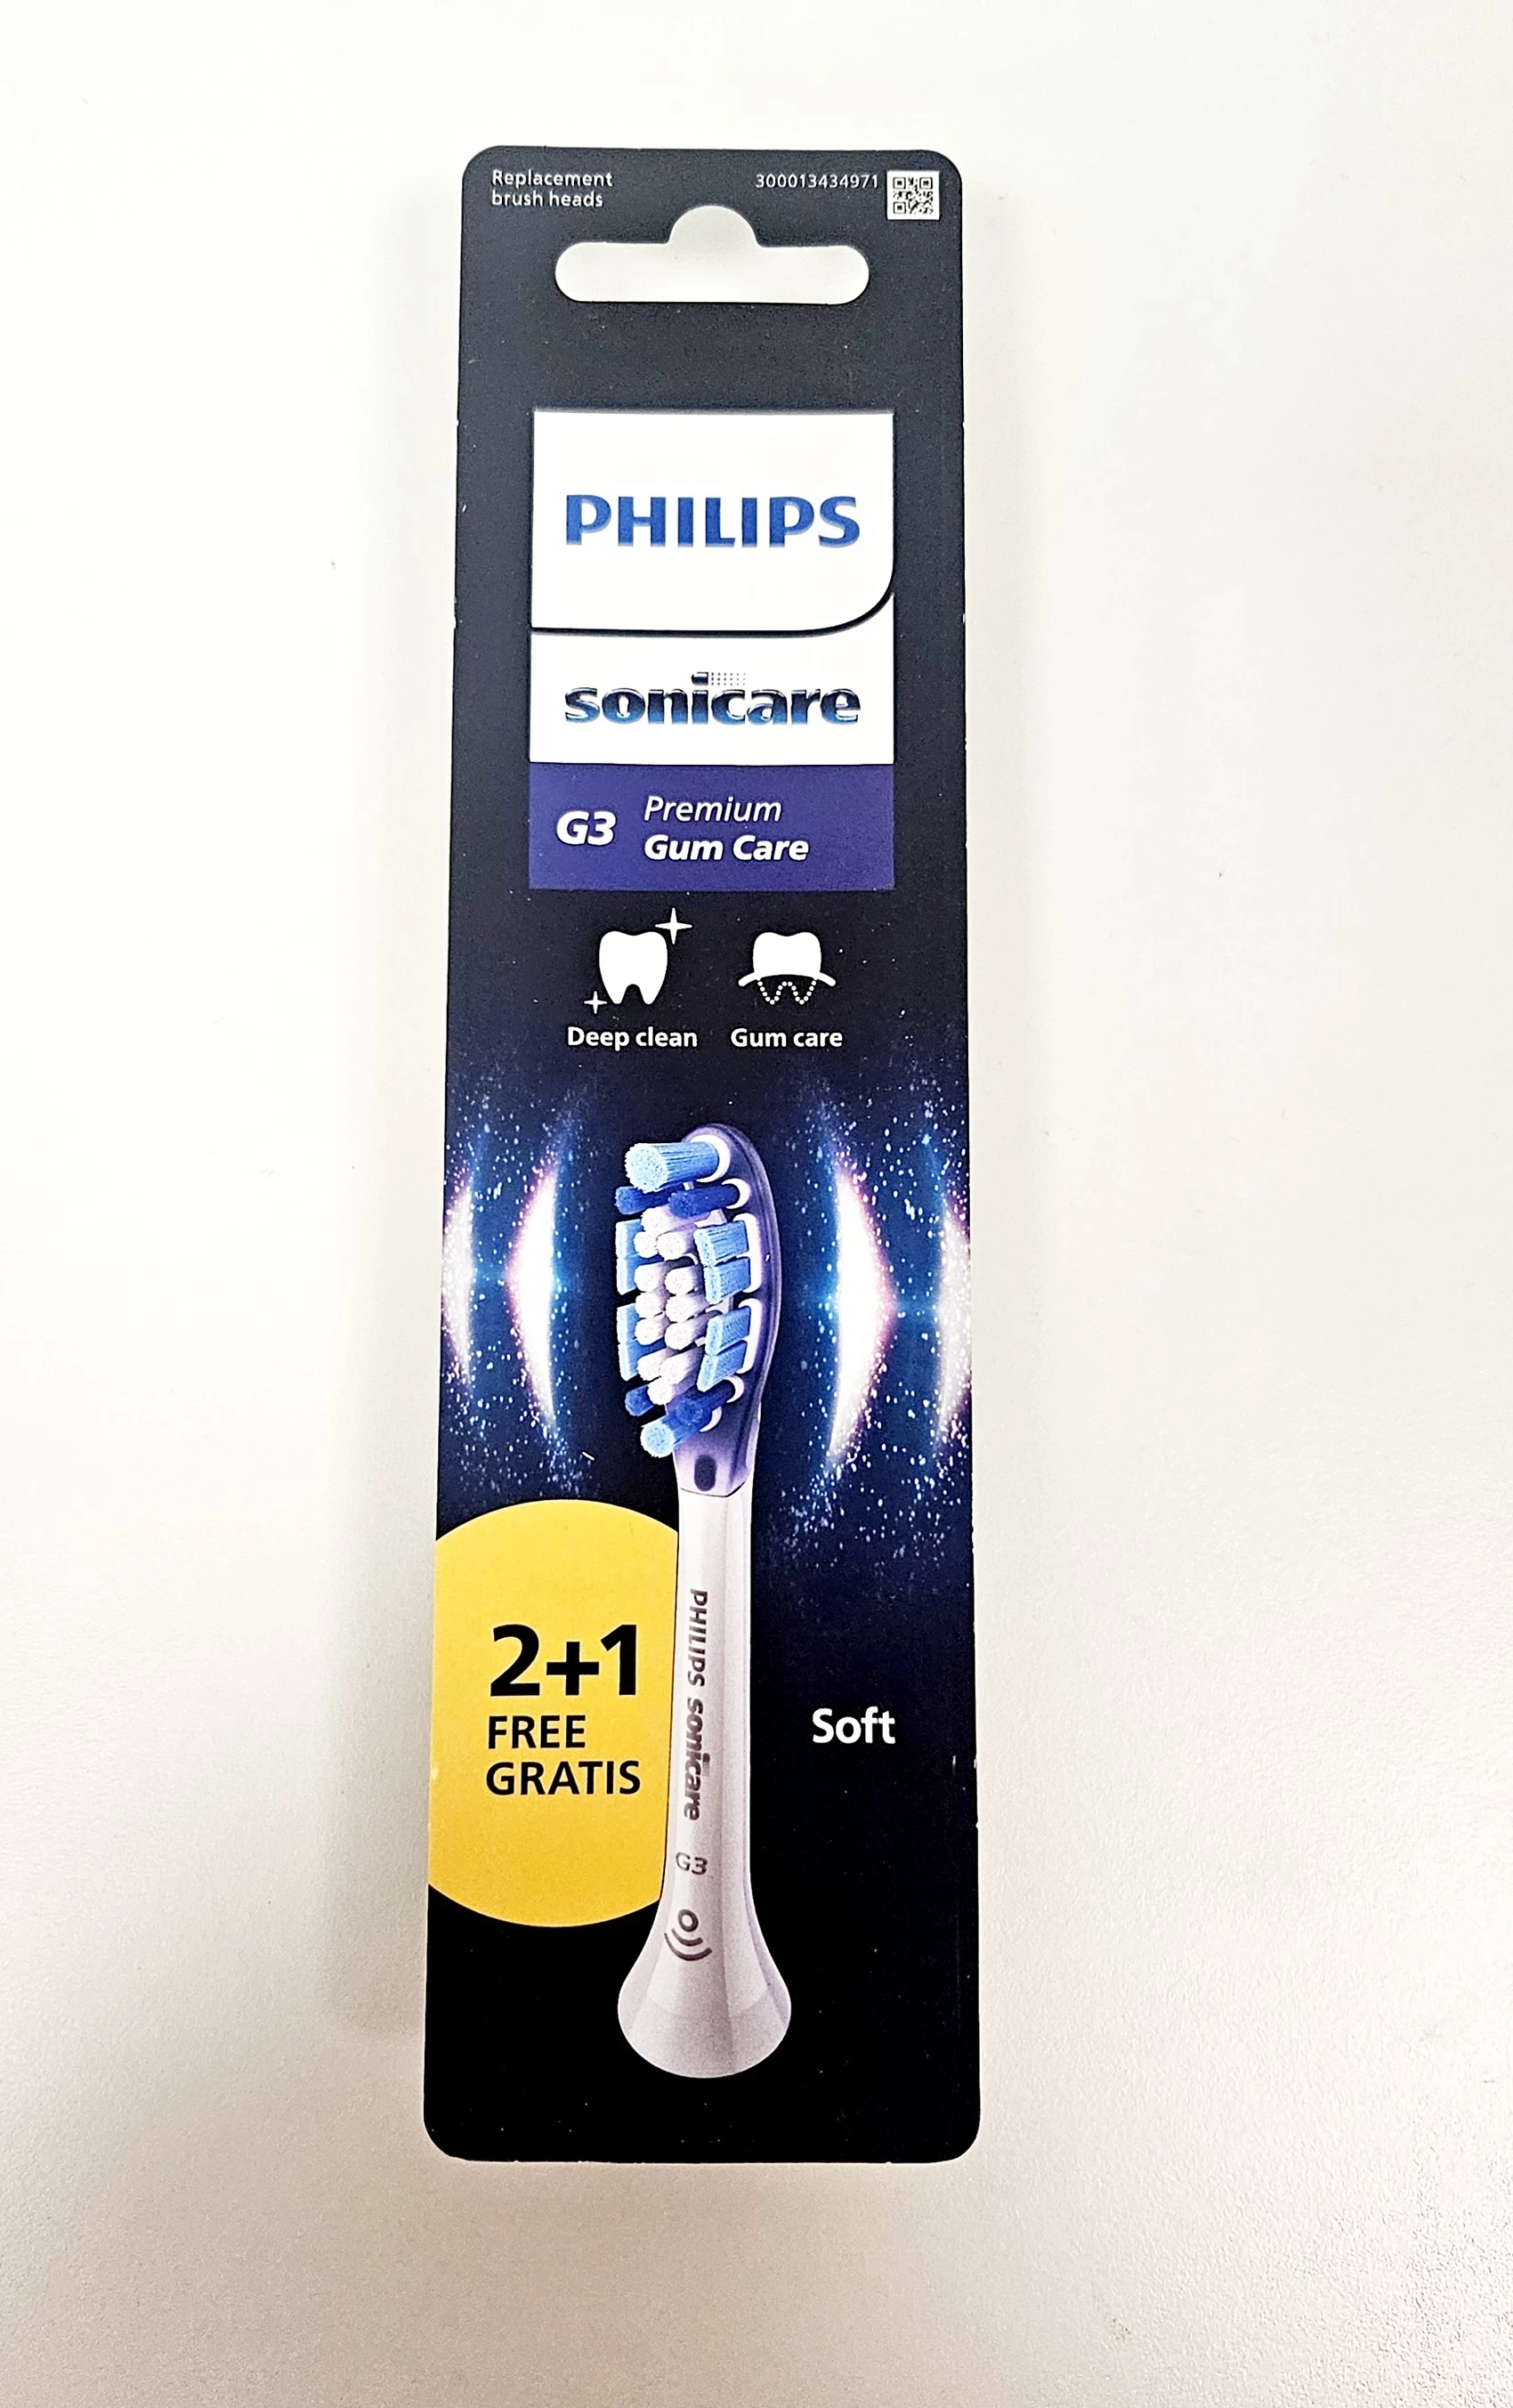 Replacement
brush heads
300013434971
PHILIPS
sonicare
G3
Premium
Gum Care
Deep clean
Gum care
2+1
FREE
GRATIS
Soft
PHILIPS sonicare G3